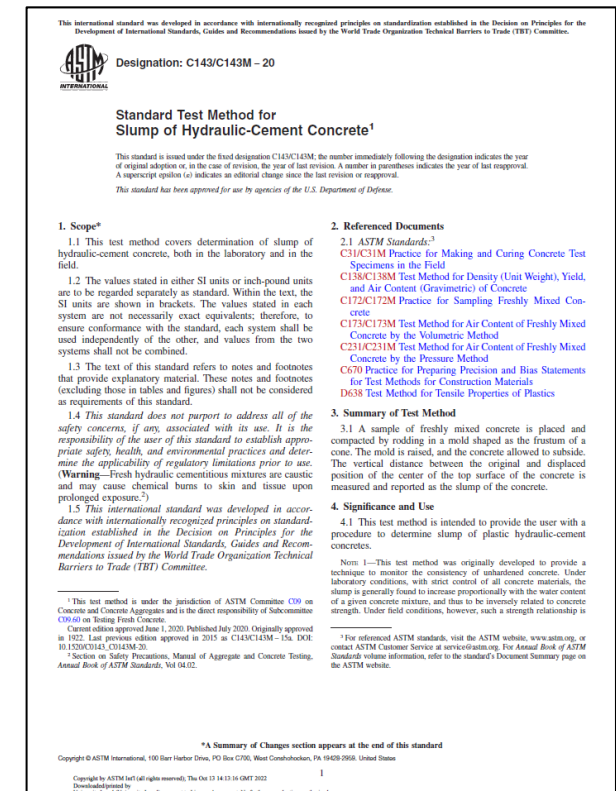 This international standard was developed in accordance with internationally recognized principles on standardization established in the Decision on Principles for the
Development of International Standards, Guides and Recommendations issued by the World Trade Organization Technical Barriers to Trade (TBT) Committee.
ASTM
INTERNATIONAL
Designation: C143/C143M − 20
Standard Test Method for
Slump of Hydraulic-Cement Concrete1
This standard is issued under the fixed designation C143/C143M; the number immediately following the designation indicates the year
of original adoption or, in the case of revision, the year of last revision. A number in parentheses indicates the year of last reapproval.
A superscript epsilon (ε) indicates an editorial change since the last revision or reapproval.
This standard has been approved for use by agencies of the U.S. Department of Defense.
1. Scope*
1.1 This test method covers determination of slump of
hydraulic-cement concrete, both in the laboratory and in the
field.
1.2 The values stated in either SI units or inch-pound units
are to be regarded separately as standard. Within the text, the
SI units are shown in brackets. The values stated in each
system are not necessarily exact equivalents; therefore, to
ensure conformance with the standard, each system shall be
used independently of the other, and values from the two
systems shall not be combined.
1.3 The text of this standard refers to notes and footnotes
that provide explanatory material. These notes and footnotes
(excluding those in tables and figures) shall not be considered
as requirements of this standard.
1.4 This standard does not purport to address all of the
safety concerns, if any, associated with its use. It is the
responsibility of the user of this standard to establish appro-
priate safety, health, and environmental practices and deter-
mine the applicability of regulatory limitations prior to use.
(Warning—Fresh hydraulic cementitious mixtures are caustic
and may cause chemical burns to skin and tissue upon
prolonged exposure.2)
1.5 This international standard was developed in accor-
dance with internationally recognized principles on standard-
ization established in the Decision on Principles for the
Development of International Standards, Guides and Recom-
mendations issued by the World Trade Organization Technical
Barriers to Trade (TBT) Committee.
1 This test method is under the jurisdiction of ASTM Committee C09 on
Concrete and Concrete Aggregates and is the direct responsibility of Subcommittee
C09.60 on Testing Fresh Concrete.
Current edition approved June 1, 2020. Published July 2020. Originally approved
in 1922. Last previous edition approved in 2015 as C143/C143M – 15a. DOI:
10.1520/C0143_C0143M-20.
2 Section on Safety Precautions, Manual of Aggregate and Concrete Testing,
Annual Book of ASTM Standards, Vol 04.02.
2. Referenced Documents
2.1 ASTM Standards:3
C31/C31M Practice for Making and Curing Concrete Test
Specimens in the Field
C138/C138M Test Method for Density (Unit Weight), Yield,
and Air Content (Gravimetric) of Concrete
C172/C172M Practice for Sampling Freshly Mixed Con-
crete
C173/C173M Test Method for Air Content of Freshly Mixed
Concrete by the Volumetric Method
C231/C231M Test Method for Air Content of Freshly Mixed
Concrete by the Pressure Method
C670 Practice for Preparing Precision and Bias Statements
for Test Methods for Construction Materials
D638 Test Method for Tensile Properties of Plastics
3. Summary of Test Method
3.1 A sample of freshly mixed concrete is placed and
compacted by rodding in a mold shaped as the frustum of a
cone. The mold is raised, and the concrete allowed to subside.
The vertical distance between the original and displaced
position of the center of the top surface of the concrete is
measured and reported as the slump of the concrete.
4. Significance and Use
4.1 This test method is intended to provide the user with a
procedure to determine slump of plastic hydraulic-cement
concretes.
NOTE 1—This test method was originally developed to provide a
technique to monitor the consistency of unhardened concrete. Under
laboratory conditions, with strict control of all concrete materials, the
slump is generally found to increase proportionally with the water content
of a given concrete mixture, and thus to be inversely related to concrete
strength. Under field conditions, however, such a strength relationship is
3 For referenced ASTM standards, visit the ASTM website, www.astm.org, or
contact ASTM Customer Service at service@astm.org. For Annual Book of ASTM
Standards volume information, refer to the standard's Document Summary page on
the ASTM website.
*A Summary of Changes section appears at the end of this standard
Copyright © ASTM International, 100 Barr Harbor Drive, PO Box C700, West Conshohocken, PA 19428-2959. United States
1
Copyright by ASTM Int'l (all rights reserved); Thu Oct 13 14:13:16 GMT 2022
Downloaded/printed by